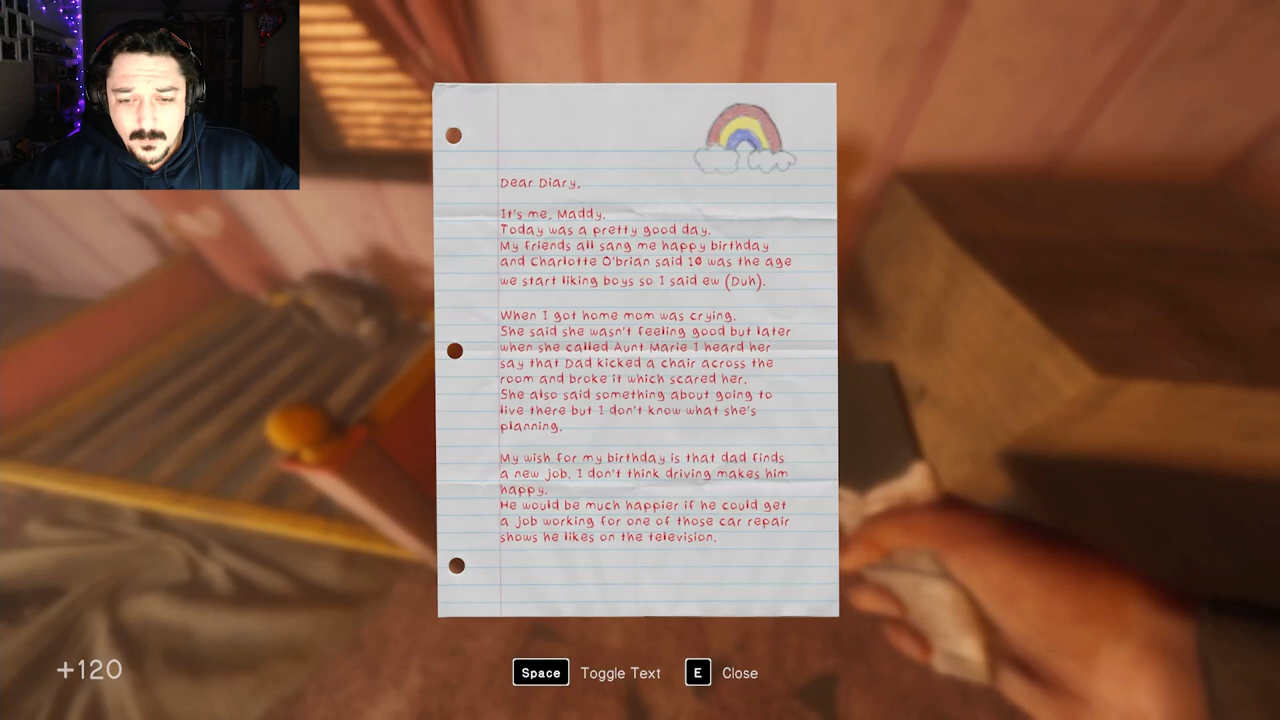 Dear Diary,
It's me, Maddy.
Today was a pretty good day.
My friends all sang me happy birthday
and Charlotte O'brian said 10 was the age
we start liking boys so I said ew (Duh).
When I got home mom was crying.
She said she wasn't feeling good but later
when she called Aunt Marie I heard her
say that Dad kicked a chair across the
room and broke it which scared her.
She also said something about going to
live there but I don't know what she's
planning.
My wish for my birthday is that dad finds
a new job. I don't think driving makes him
happy.
He would be much happier if he could get
a job working for one of those car repair
shows he likes on the television.
+120
Space Toggle Text E Close